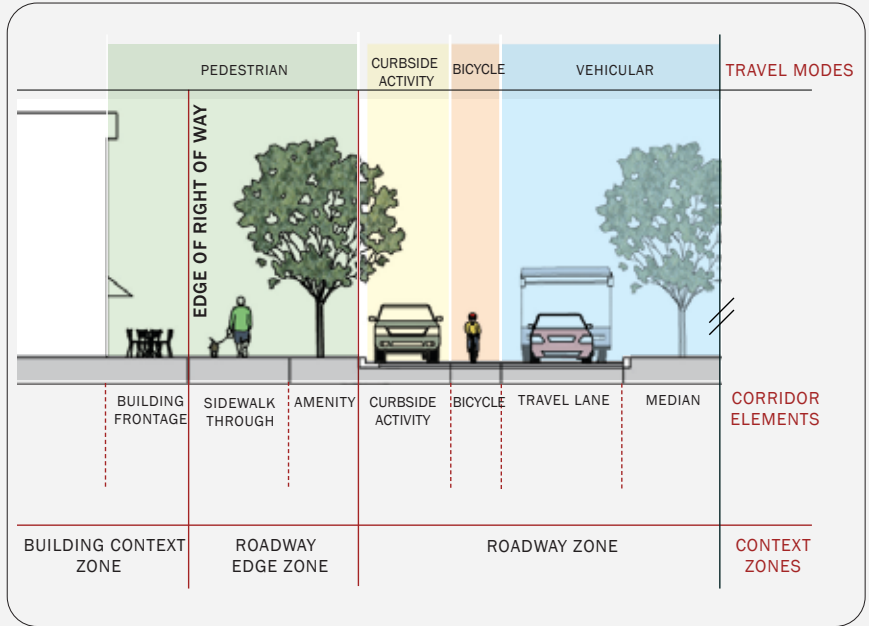 PEDESTRIAN
CURBSIDE
ACTIVITY
BICYCLE
VEHICULAR
TRAVEL MODES
EDGE OF RIGHT OF WAY
BUILDING
FRONTAGE
SIDEWALK
THROUGH
AMENITY
CURBSIDE
ACTIVITY
BICYCLE
TRAVEL LANE
MEDIAN
CORRIDOR
ELEMENTS
BUILDING CONTEXT
ZONE
ROADWAY
EDGE ZONE
ROADWAY ZONE
CONTEXT
ZONES